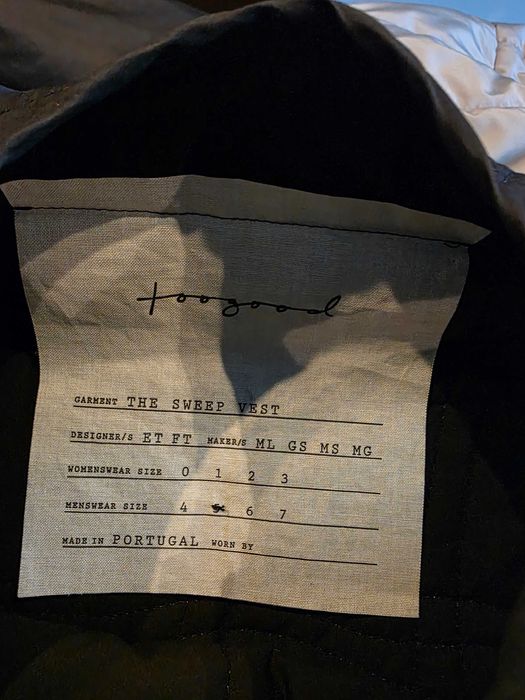 toogood
GARMENT THE SWEEP VEST
DESIGNER/S ET FT MAKER/S ML GS MS MG
WOMENSWEAR SIZE 0 1 2 3
MENSWEAR SIZE 4 6 7
MADE IN PORTUGAL WORN BY